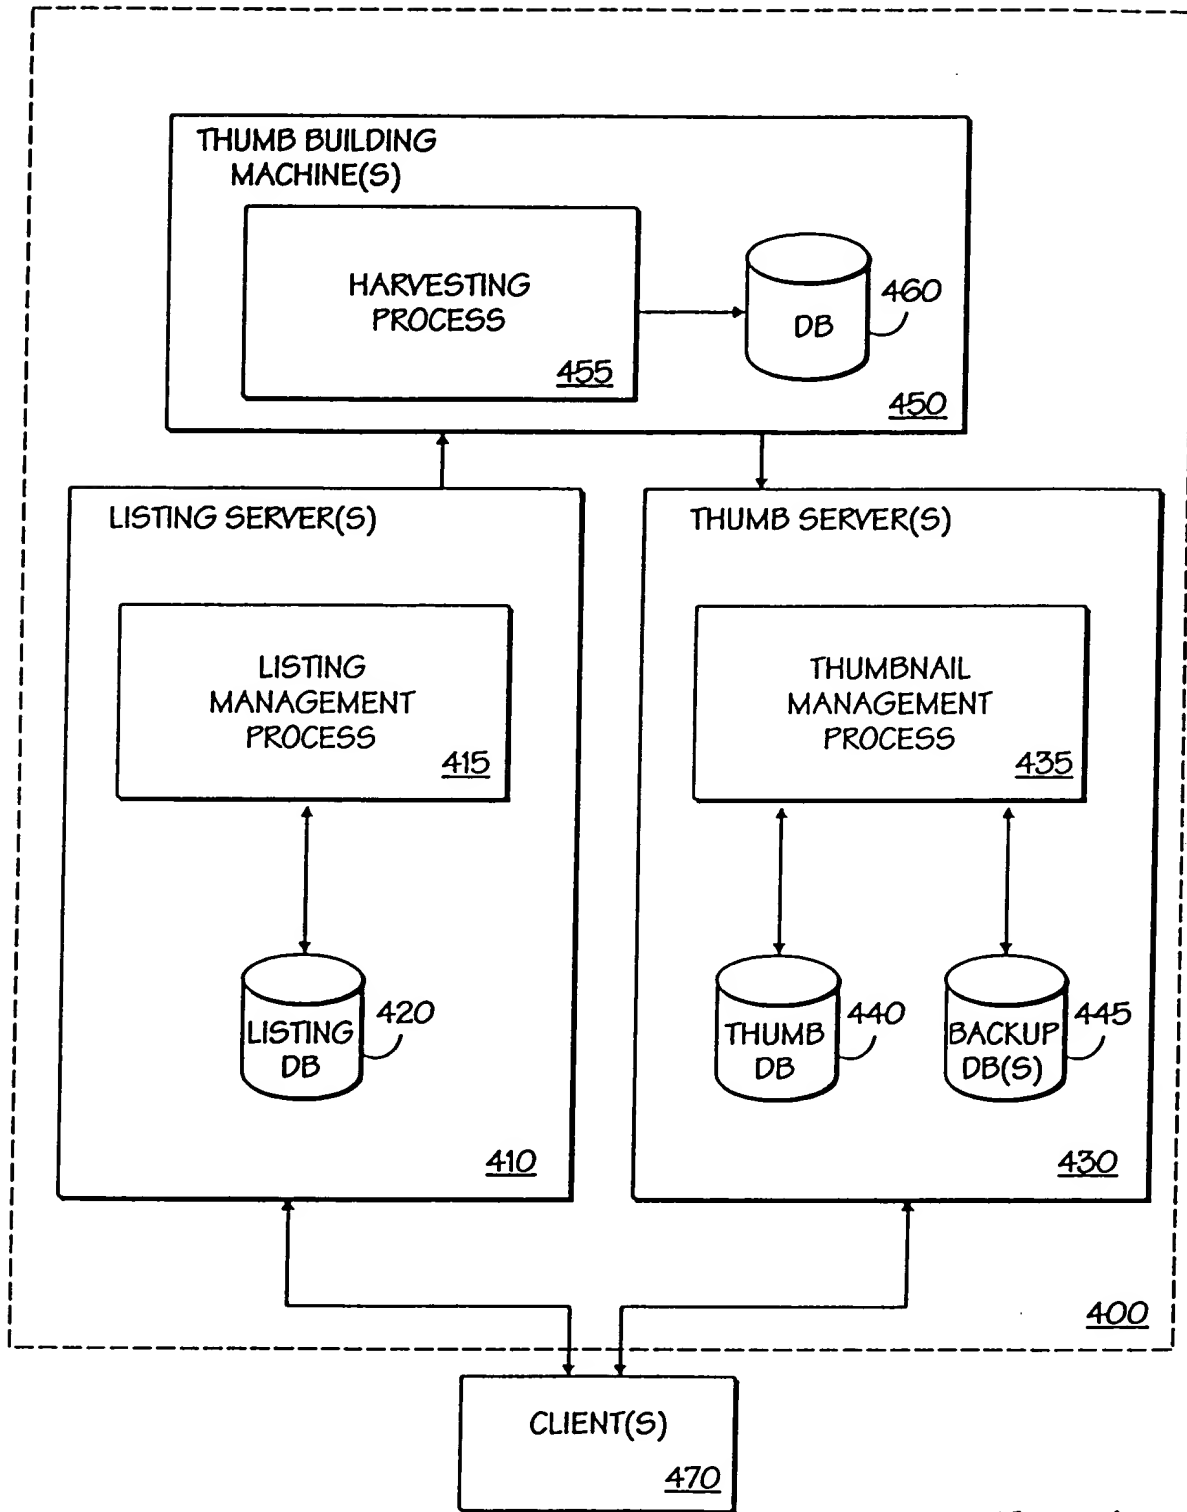 THUMB BUILDING
MACHINE(S)
HARVESTING
PROCESS
455
DB
460
450
LISTING SERVER(S)
LISTING
MANAGEMENT
PROCESS
415
LISTING
DB
420
410
THUMB SERVER(S)
THUMBNAIL
MANAGEMENT
PROCESS
435
THUMB
DB
440
BACKUP
DB(S)
445
430
400
CLIENT(S)
470